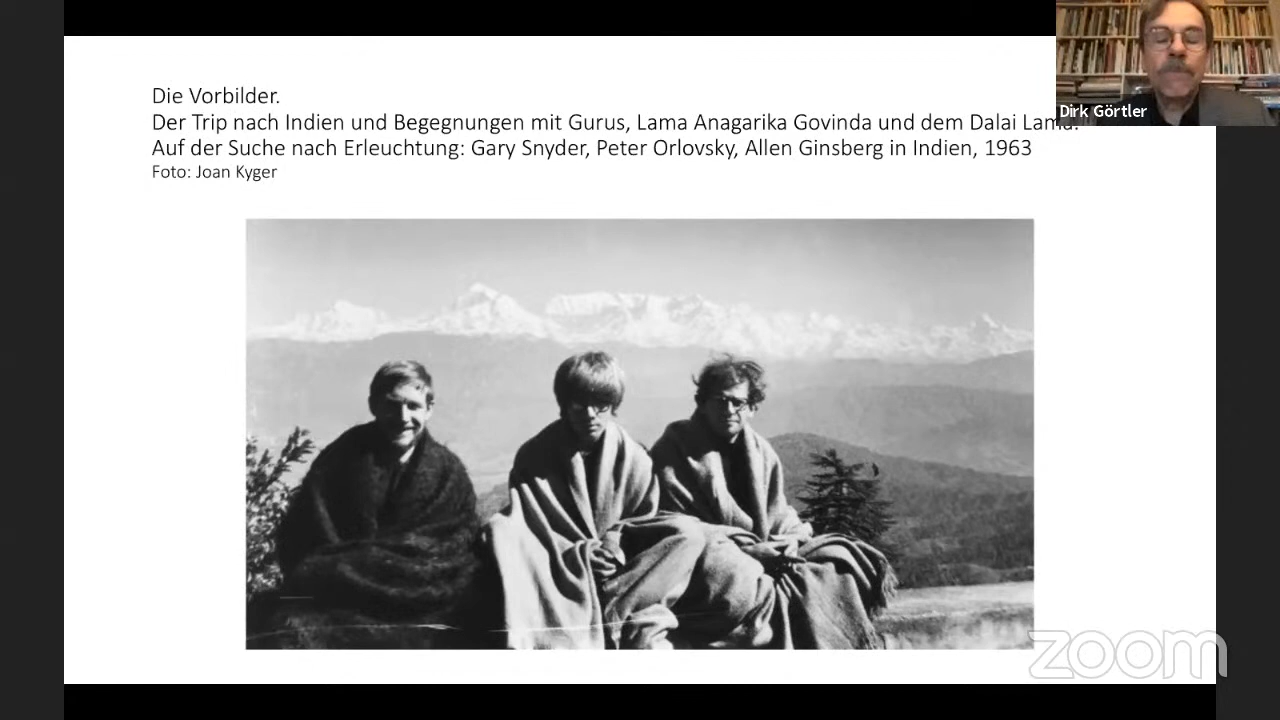 Die Vorbilder.
Der Trip nach Indien und Begegnungen mit Gurus, Lama Anagarika Govinda und dem Dalai Lama.
Auf der Suche nach Erleuchtung: Gary Snyder, Peter Orlovsky, Allen Ginsberg in Indien, 1963
Foto: Joan Kyger
Dirk Görtler
zoom